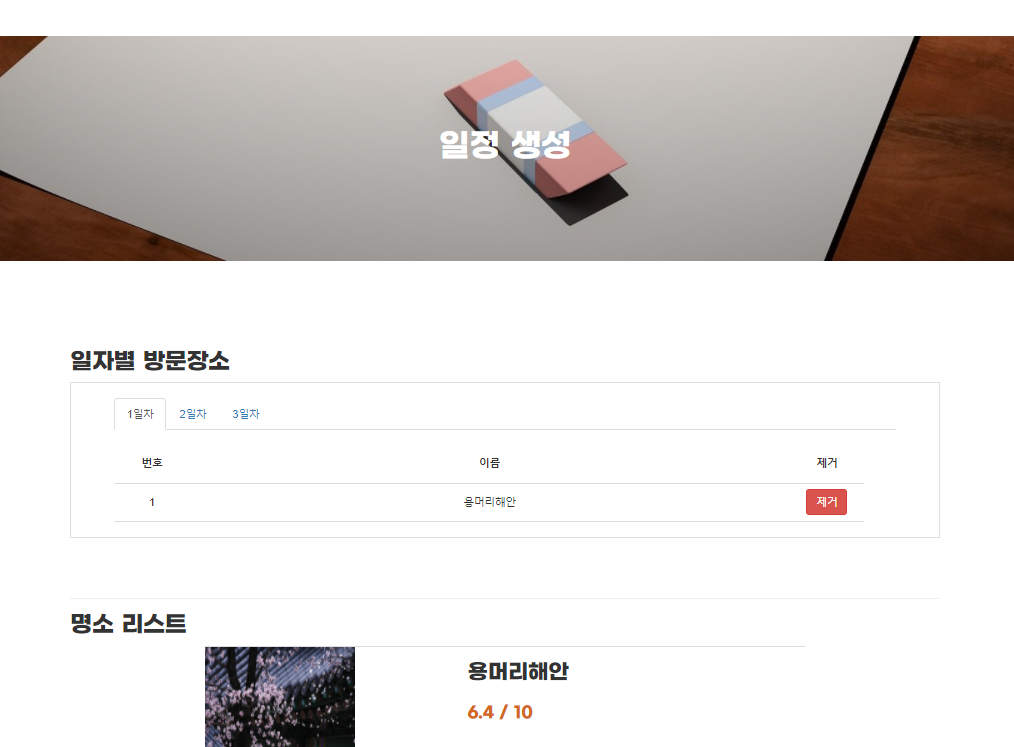 일정 생성
일자별 방문장소
1일차 2일차 3일차
번호 이름 제거
1 용머리해안 제거
명소 리스트
용머리해안
6.4 / 10